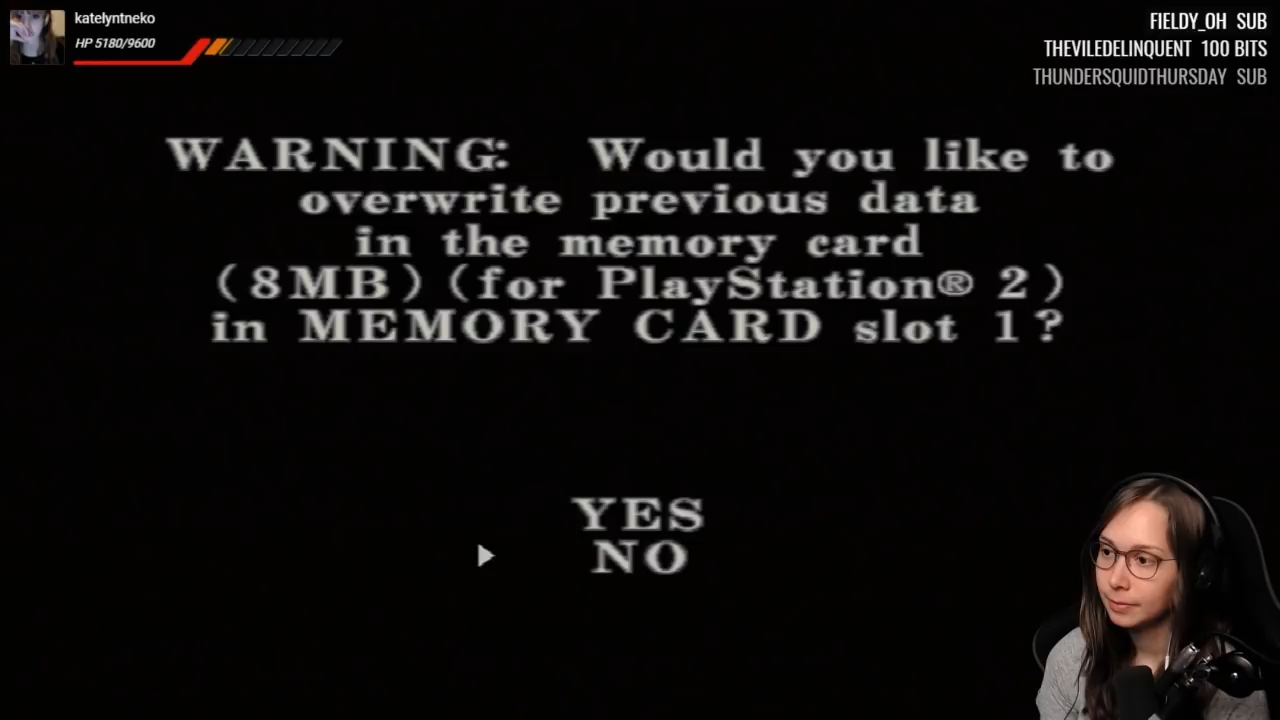 katelyntneko
HP 5180/9600
FIELDY_OH SUB
THEVILEDELINQUENT 100 BITS
THUNDERSQUIDTHURSDAY SUB
WARNING: Would you like to
overwrite previous data
in the memory card
(8MB) (for PlayStation® 2)
in MEMORY CARD slot 1?
YES
NO